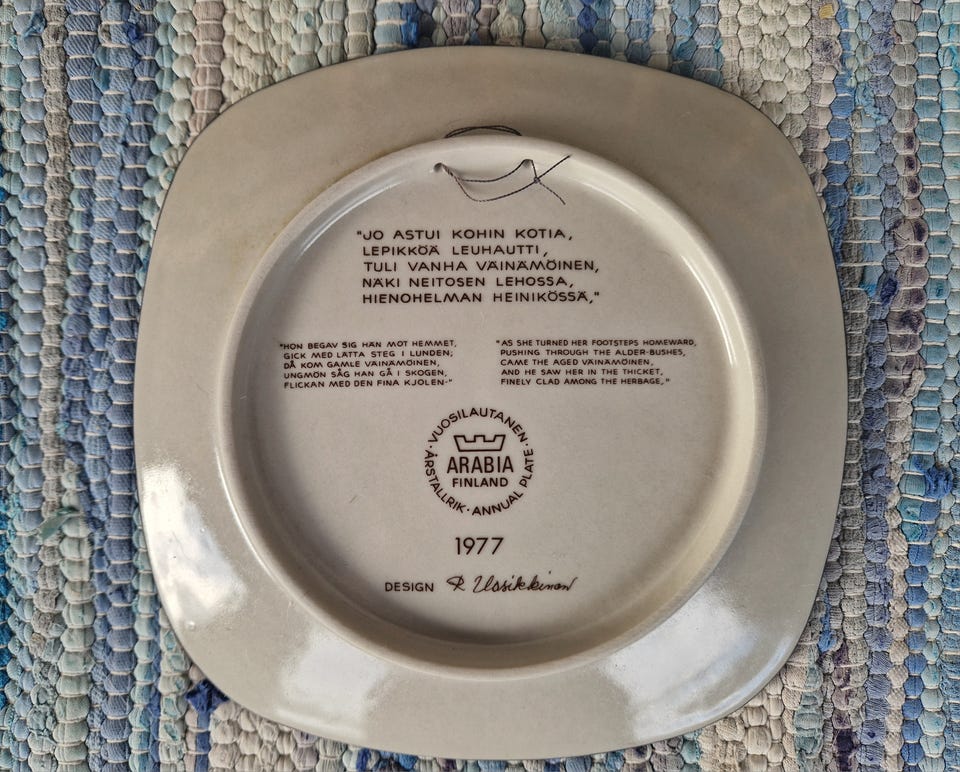 "JO ASTUI KOHIN KOTIA,
LEPIKKÖÄ LEUHAUTTI,
TULI VANHA VÄINÄMÖINEN,
NÄKI NEITOSEN LEHOSSA,
HIENOHELMAN HEINIKÖSSÄ,"
"HON BEGAV SIG HÄN MOT HEMMET,
GICK MED LÄTTA STEG I LUNDEN;
DÅ KOM GAMLE VÄINÄMÖINEN,
UNGMÖN SÅG HAN GÅ I SKOGEN,
FLICKAN MED DEN FINA KJOLEN-"
"AS SHE TURNED HER FOOTSTEPS HOMEWARD,
PUSHING THROUGH THE ALDER-BUSHES,
CAME THE AGED VÄINÄMÖINEN,
AND HE SAW HER IN THE THICKET,
FINELY CLAD AMONG THE HERBAGE,"
· VUOSILAUTANEN · ANNUAL PLATE · ÅRSTALLRIK
ARABIA
FINLAND
1977
DESIGN R Uosikkinen